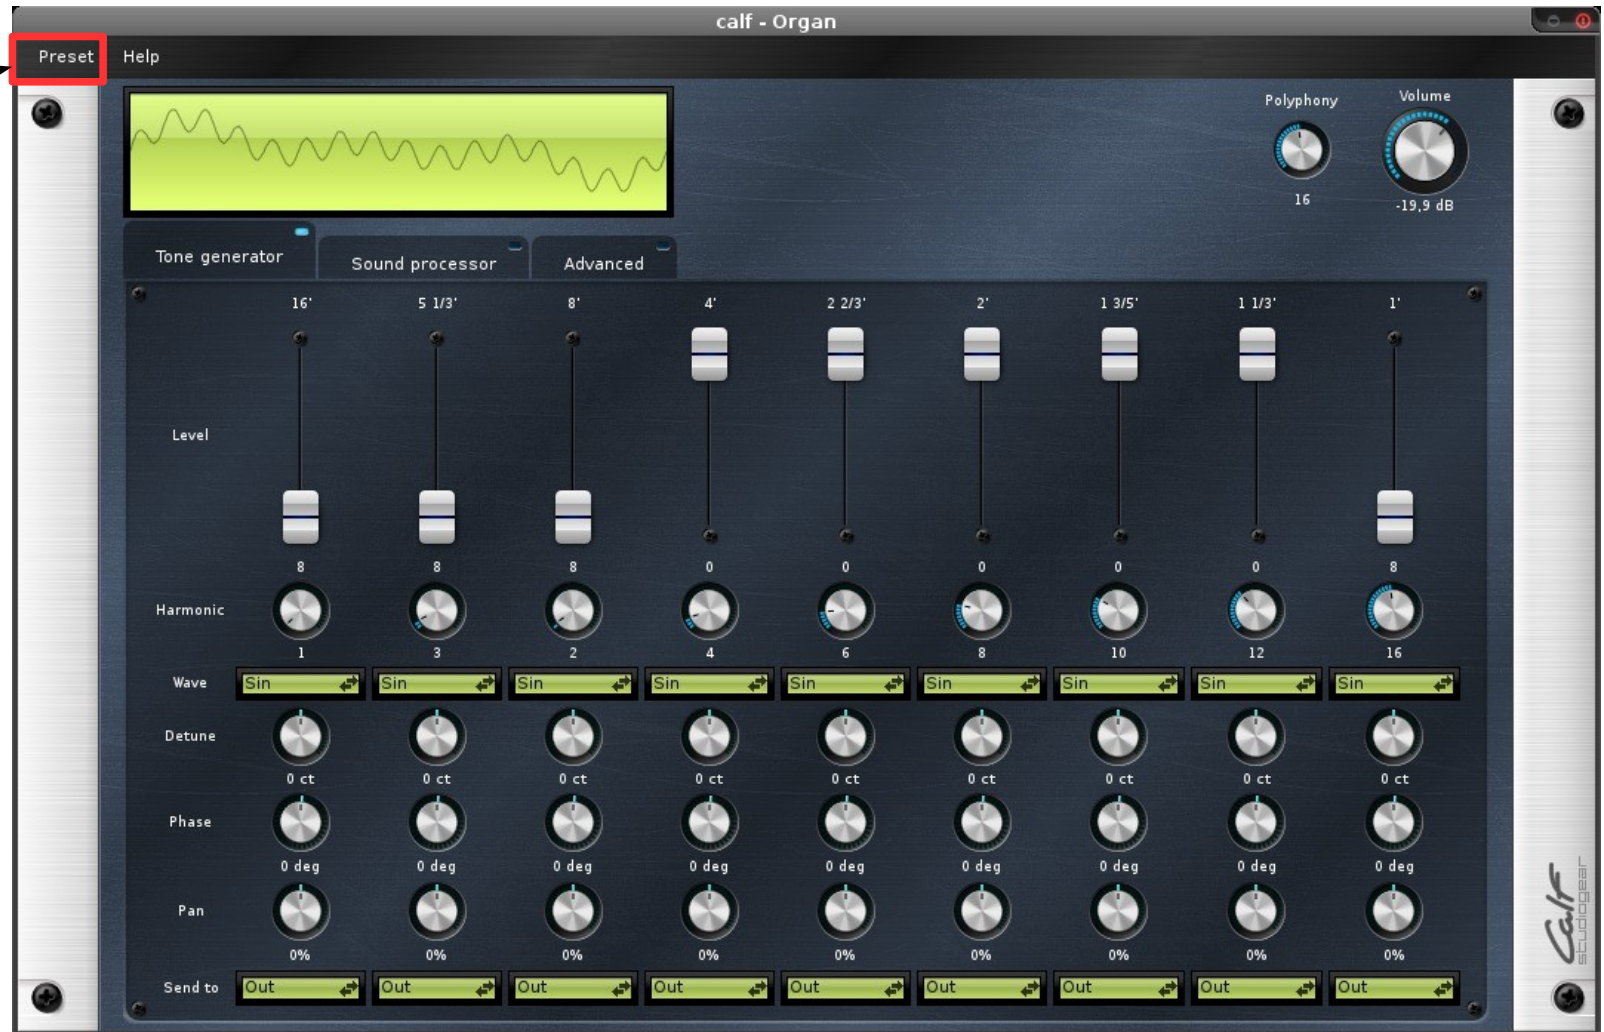 calf - Organ
Preset Help
Polyphony Volume
16 -19,9 dB
Tone generator Sound processor Advanced
16' 5 1/3' 8' 4' 2 2/3' 2' 1 3/5' 1 1/3' 1'
Level
8 8 8 0 0 0 0 0 8
Harmonic
1 3 2 4 6 8 10 12 16
Wave Sin Sin Sin Sin Sin Sin Sin Sin Sin
Detune
0 ct 0 ct 0 ct 0 ct 0 ct 0 ct 0 ct 0 ct 0 ct
Phase
0 deg 0 deg 0 deg 0 deg 0 deg 0 deg 0 deg 0 deg 0 deg
Pan
0% 0% 0% 0% 0% 0% 0% 0% 0%
Send to Out Out Out Out Out Out Out Out Out
Calf
studiogear